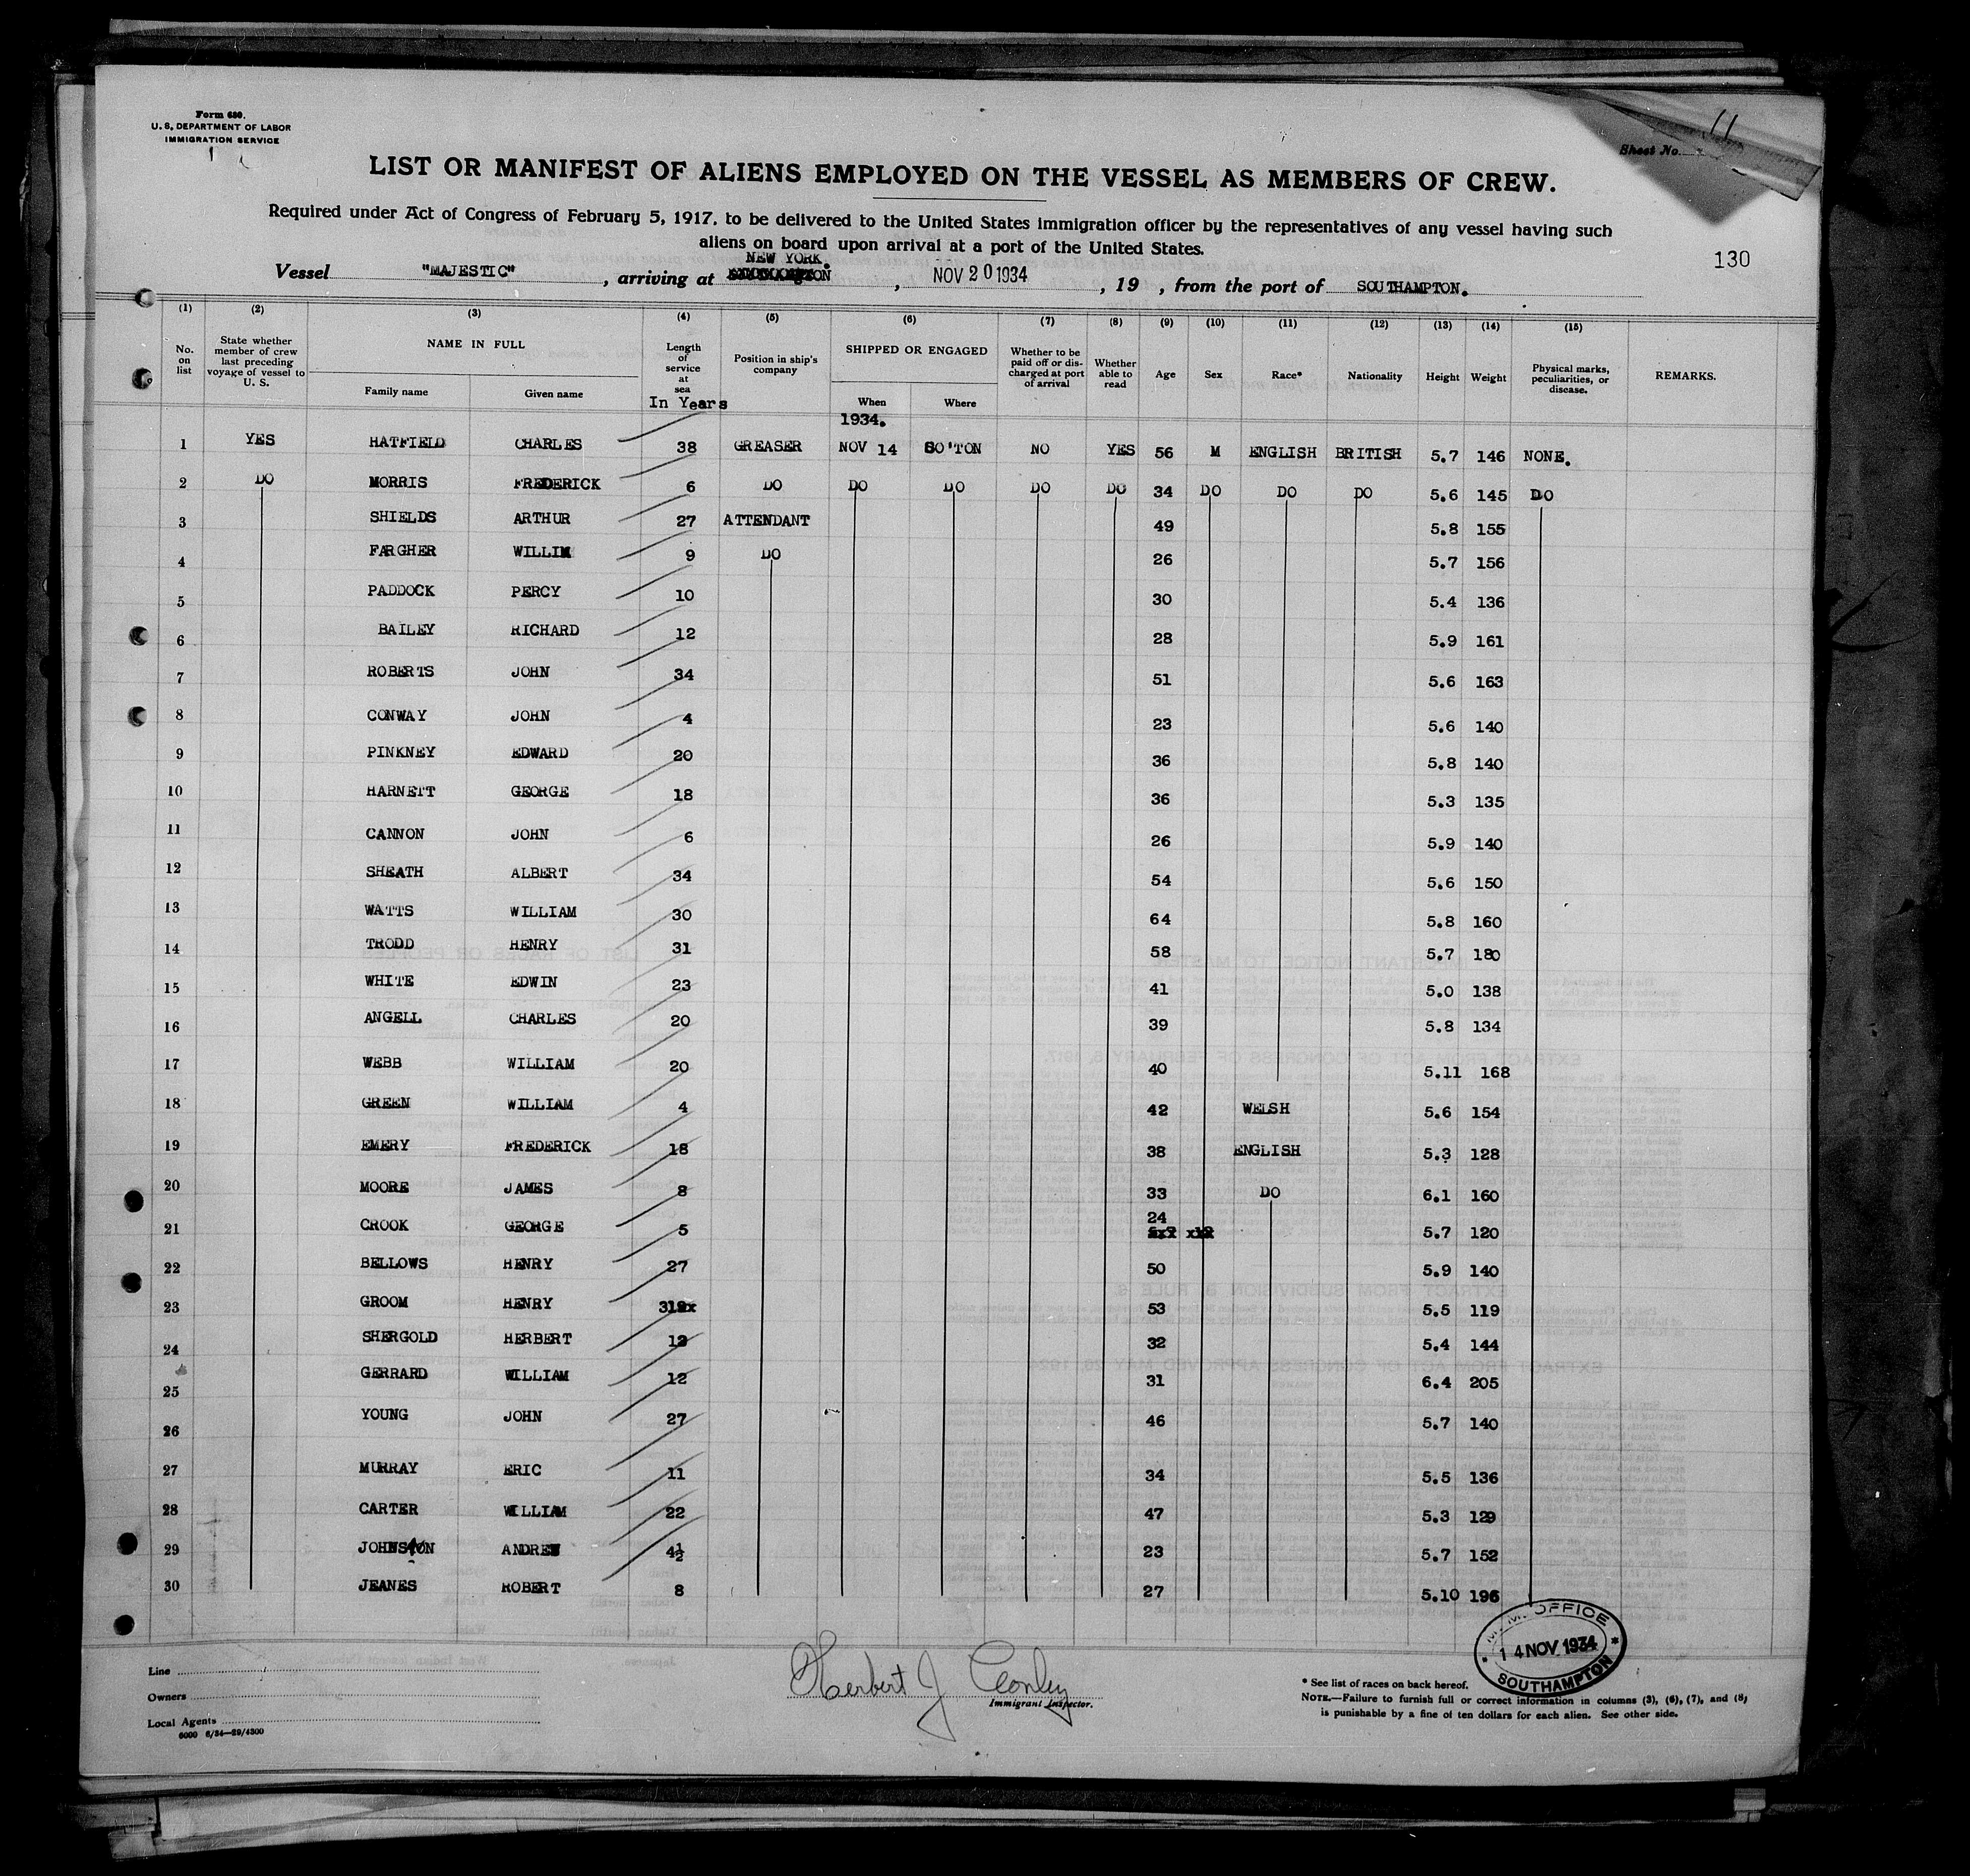 Form 680.
U. S. DEPARTMENT OF LABOR
IMMIGRATION SERVICE
11
Sheet No.
LIST OR MANIFEST OF ALIENS EMPLOYED ON THE VESSEL AS MEMBERS OF CREW.
Required under Act of Congress of February 5, 1917, to be delivered to the United States immigration officer by the representatives of any vessel having such
aliens on board upon arrival at a port of the United States.
130
NEW YORK.
Vessel "MAJESTIC", arriving at , NOV 20 1934, 19 , from the port of SOUTHAMPTON.
(1) (2) (3) (4) (5) (6) (7) (8) (9) (10) (11) (12) (13) (14) (15)
No. on list State whether member of crew last preceding voyage of vessel to U. S. NAME IN FULL Family name Given name Length of service at sea In Years Position in ship's company SHIPPED OR ENGAGED When Where Whether to be paid off or discharged at port of arrival Whether able to read Age Sex Race* Nationality Height Weight Physical marks, peculiarities, or disease. REMARKS.
1934.
1 YES HATFIELD CHARLES 38 GREASER NOV 14 SO'TON NO YES 56 M ENGLISH BRITISH 5.7 146 NONE.
2 DO MORRIS FREDERICK 6 DO DO DO DO DO 34 DO DO DO 5.6 145 DO
3 SHIELDS ARTHUR 27 ATTENDANT 49 5.8 155
4 FARGHER WILLIM 9 DO 26 5.7 156
5 PADDOCK PERCY 10 30 5.4 136
6 BAILEY RICHARD 12 28 5.9 161
7 ROBERTS JOHN 34 51 5.6 163
8 CONWAY JOHN 4 23 5.6 140
9 PINKNEY EDWARD 20 36 5.8 140
10 HARNETT GEORGE 18 36 5.3 135
11 CANNON JOHN 6 26 5.9 140
12 SHEATH ALBERT 34 54 5.6 150
13 WATTS WILLIAM 30 64 5.8 160
14 TRODD HENRY 31 58 5.7 180
15 WHITE EDWIN 23 41 5.0 138
16 ANGELL CHARLES 20 39 5.8 134
17 WEBB WILLIAM 20 40 5.11 168
18 GREEN WILLIAM 4 42 WELSH 5.6 154
19 EMERY FREDERICK 18 38 ENGLISH 5.3 128
20 MOORE JAMES 8 33 DO 6.1 160
21 CROOK GEORGE 5 24 5.7 120
22 BELLOWS HENRY 27 50 5.9 140
23 GROOM HENRY 31 53 5.5 119
24 SHERGOLD HERBERT 12 32 5.4 144
25 GERRARD WILLIAM 12 31 6.4 205
26 YOUNG JOHN 27 46 5.7 140
27 MURRAY ERIC 11 34 5.5 136
28 CARTER WILLIAM 22 47 5.3 129
29 JOHNSTON ANDREW 4½ 23 5.7 152
30 JEANES ROBERT 8 27 5.10 196
M. M. OFFICE
14 NOV 1934
SOUTHAMPTON
Line
Owners
Local Agents
6000 6/34—29/4300
Herbert J Conley
Immigrant Inspector.
* See list of races on back hereof.
NOTE.—Failure to furnish full or correct information in columns (3), (6), (7), and (8)
is punishable by a fine of ten dollars for each alien. See other side.